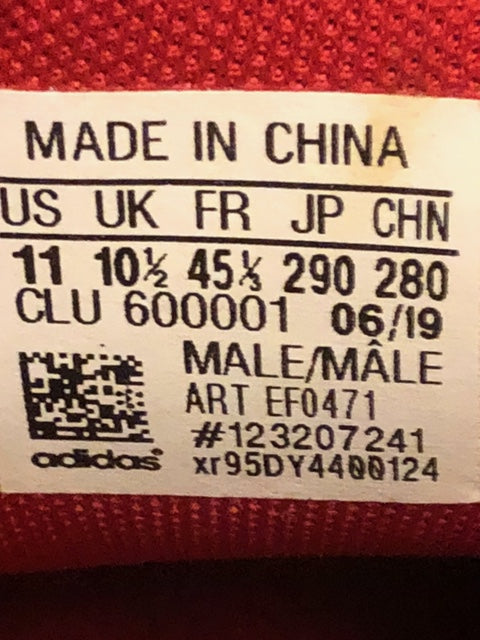 MADE IN CHINA
US UK FR JP CHN
11 10½ 45⅓ 290 280
CLU 600001 06/19
MALE/MÂLE
ART EF0471
#123207241
adidas® xr95DY4400124